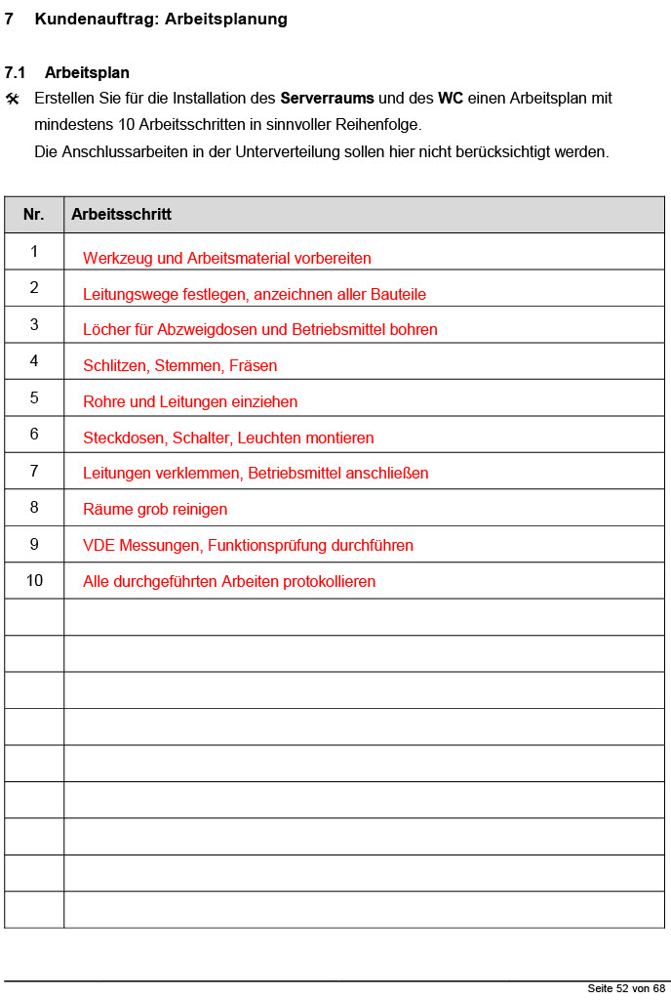 7 Kundenauftrag: Arbeitsplanung
7.1 Arbeitsplan
🛠 Erstellen Sie für die Installation des Serverraums und des WC einen Arbeitsplan mit
mindestens 10 Arbeitsschritten in sinnvoller Reihenfolge.
Die Anschlussarbeiten in der Unterverteilung sollen hier nicht berücksichtigt werden.
Nr. Arbeitsschritt
1 Werkzeug und Arbeitsmaterial vorbereiten
2 Leitungswege festlegen, anzeichnen aller Bauteile
3 Löcher für Abzweigdosen und Betriebsmittel bohren
4 Schlitzen, Stemmen, Fräsen
5 Rohre und Leitungen einziehen
6 Steckdosen, Schalter, Leuchten montieren
7 Leitungen verklemmen, Betriebsmittel anschließen
8 Räume grob reinigen
9 VDE Messungen, Funktionsprüfung durchführen
10 Alle durchgeführten Arbeiten protokollieren
Seite 52 von 68